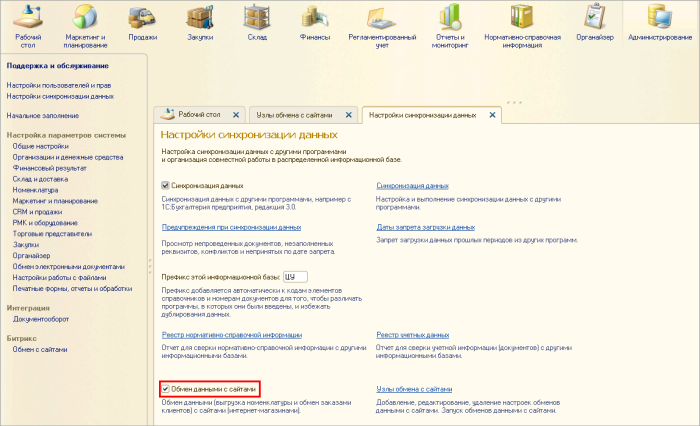 Рабочий стол
Маркетинг и планирование
Продажи
Закупки
Склад
Финансы
Регламентированный учет
Отчеты и мониторинг
Нормативно-справочная информация
Органайзер
Администрирование
Поддержка и обслуживание
Настройки пользователей и прав
Настройки синхронизации данных
Начальное заполнение
Настройка параметров системы
Общие настройки
Организации и денежные средства
Финансовый результат
Склад и доставка
Номенклатура
Маркетинг и планирование
CRM и продажи
РМК и оборудование
Торговые представители
Закупки
Органайзер
Обмен электронными документами
Настройки работы с файлами
Печатные формы, отчеты и обработки
Интеграция
Документооборот
Битрикс
Обмен с сайтами
Рабочий стол
Узлы обмена с сайтами
Настройки синхронизации данных
Настройки синхронизации данных
Настройка синхронизации данных с другими программами
и организация совместной работы в распределенной информационной базе.
Синхронизация данных
Синхронизация данных с другими программами, например с
1С:Бухгалтерия предприятия, редакция 3.0.
Синхронизация данных
Настройка и выполнение синхронизации данных с другими
программами.
Предупреждения при синхронизации данных
Просмотр непроведенных документов, незаполненных
реквизитов, конфликтов и непринятых по дате запрета.
Даты запрета загрузки данных
Запрет загрузки данных прошлых периодов из других программ.
Префикс этой информационной базы: ЦУ
Префикс добавляется автоматически к кодам элементов
справочников и номерам документов для того, чтобы различать
программы, в которых они были введены, и избежать
дублирования данных.
Реестр нормативно-справочной информации
Отчет для сверки нормативно-справочной информации с другими
информационными базами.
Реестр учетных данных
Отчет для сверки учетной информации (документов) с другими
информационными базами.
Обмен данными с сайтами
Обмен данными (выгрузка номенклатуры и обмен заказами
клиентов) с сайтами (интернет-магазинами).
Узлы обмена с сайтами
Добавление, редактирование, удаление настроек обменов
данными с сайтами. Запуск обменов данными с сайтами.